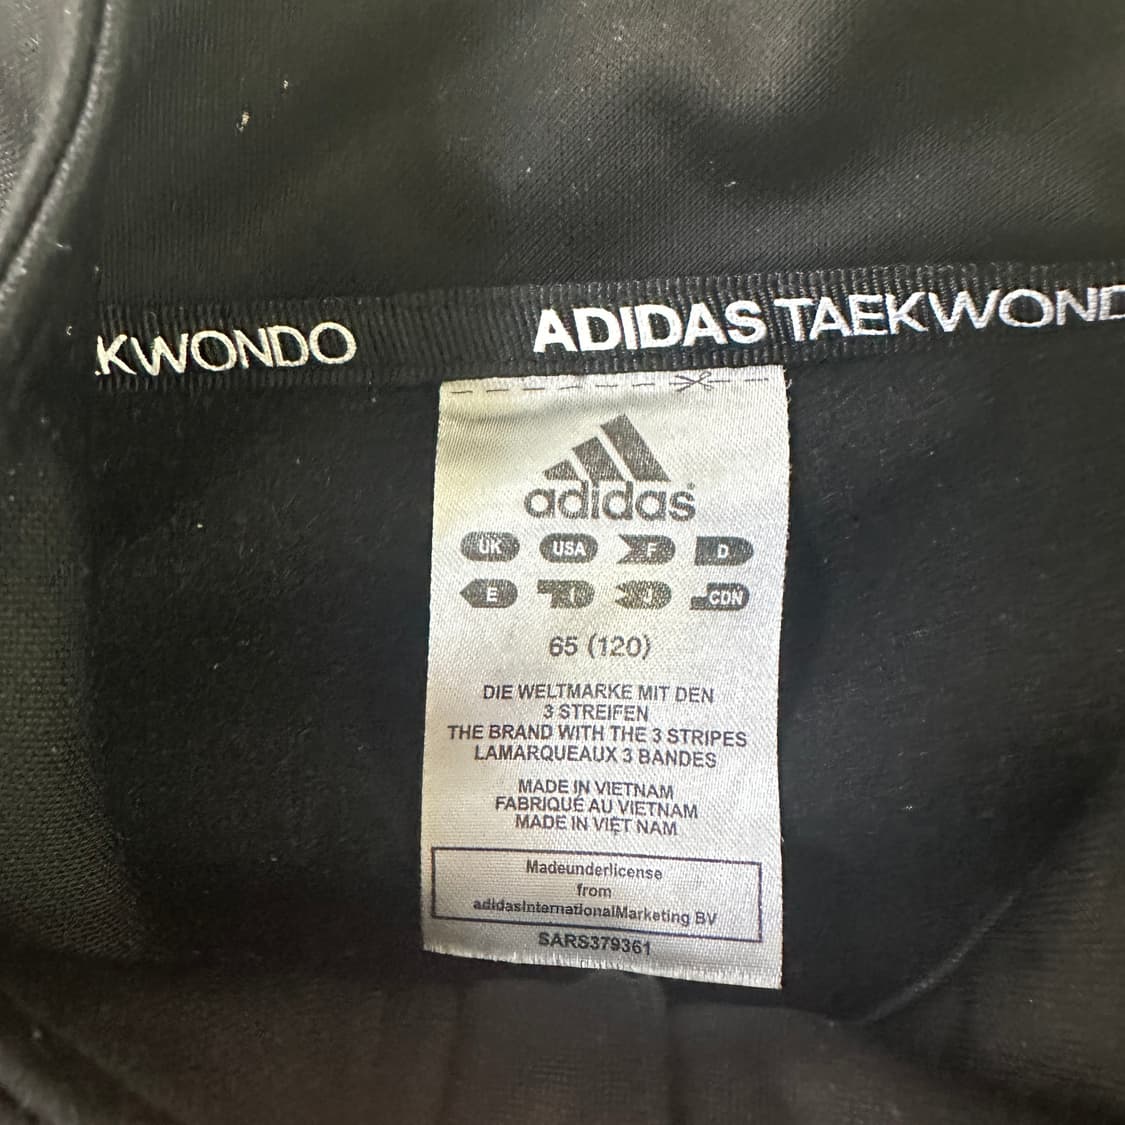 KWONDO ADIDAS TAEKWOND
adidas
UK USA F D
E I J CDN
65 (120)
DIE WELTMARKE MIT DEN
3 STREIFEN
THE BRAND WITH THE 3 STRIPES
LAMARQUEAUX 3 BANDES
MADE IN VIETNAM
FABRIQUÉ AU VIETNAM
MADE IN VIỆT NAM
Madeunderlicense
from
adidasInternationalMarketing BV
SARS379361